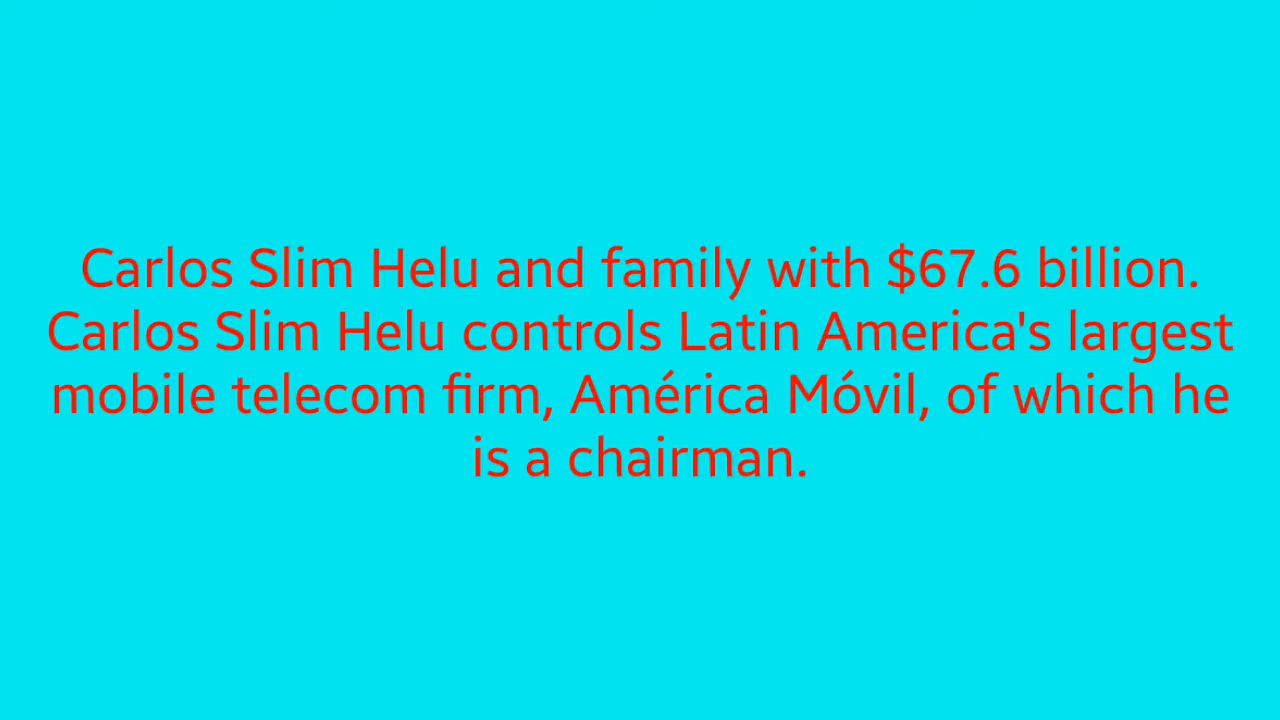 Carlos Slim Helu and family with $67.6 billion.
Carlos Slim Helu controls Latin America's largest
mobile telecom firm, América Móvil, of which he
is a chairman.